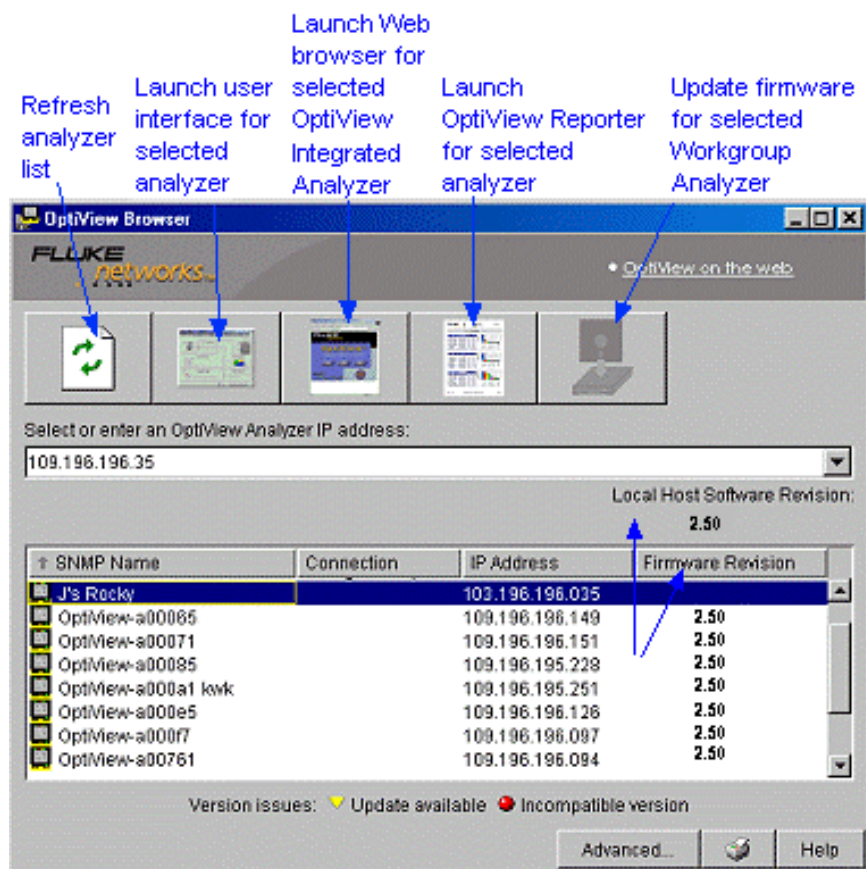 Refresh
analyzer
list
Launch user
interface for
selected
analyzer
Launch Web
browser for
selected
OptiView
Integrated
Analyzer
Launch
OptiView Reporter
for selected
analyzer
Update firmware
for selected
Workgroup
Analyzer
OptiView Browser
FLUKE
networks
OptiView on the web
Select or enter an OptiView Analyzer IP address:
109.196.196.35
Local Host Software Revision:
2.50
SNMP Name Connection IP Address Firmware Revision
J's Rocky 103.196.196.035
OptiView-a00065 109.196.196.149 2.50
OptiView-a00071 109.196.196.151 2.50
OptiView-a00085 109.196.195.228 2.50
OptiView-a000a1 kwk 109.196.195.251 2.50
OptiView-a000e5 109.196.196.126 2.50
OptiView-a000f7 109.196.196.097 2.50
OptiView-a00761 109.196.196.094 2.50
Version issues: Update available Incompatible version
Advanced... Help